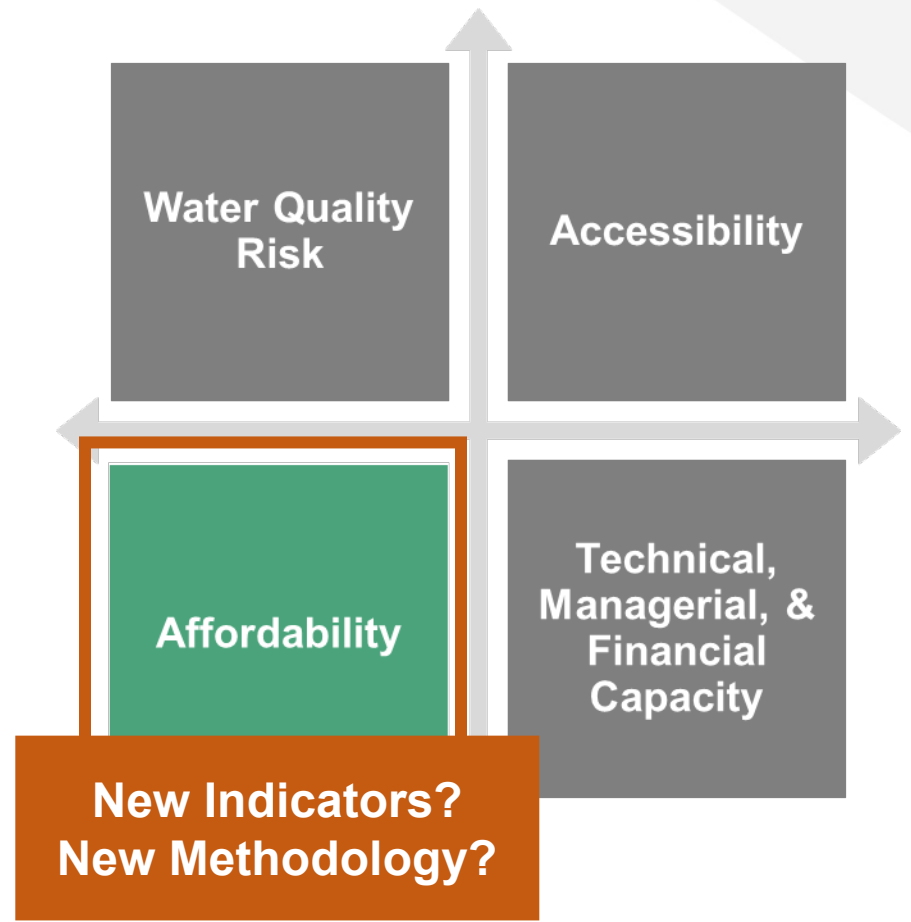 Water Quality
Risk
Accessibility
Affordability
Technical,
Managerial, &
Financial
Capacity
New Indicators?
New Methodology?